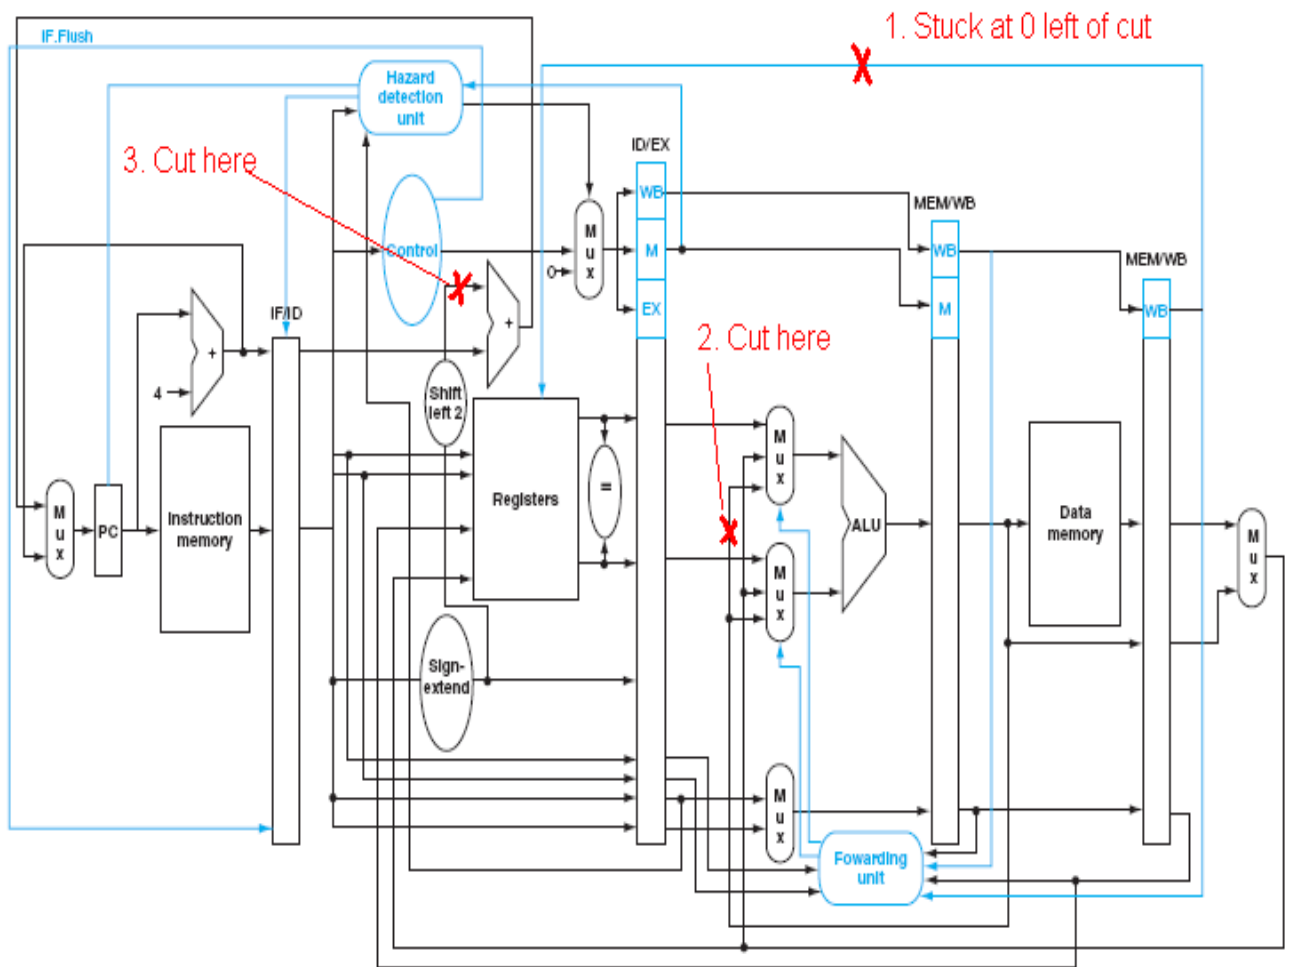 1. Stuck at 0 left of cut
IF.Flush
Hazard
detection
unit
3. Cut here
ID/EX
WB
MEM/WB
Control
M
u
x
M
WB
MEM/WB
0
EX
M
WB
IF/ID
+
+
2. Cut here
4
Shift
left 2
M
u
x
M
u
x
PC
Instruction
memory
Registers
=
ALU
Data
memory
M
u
x
M
u
x
Sign-
extend
M
u
x
Fowarding
unit